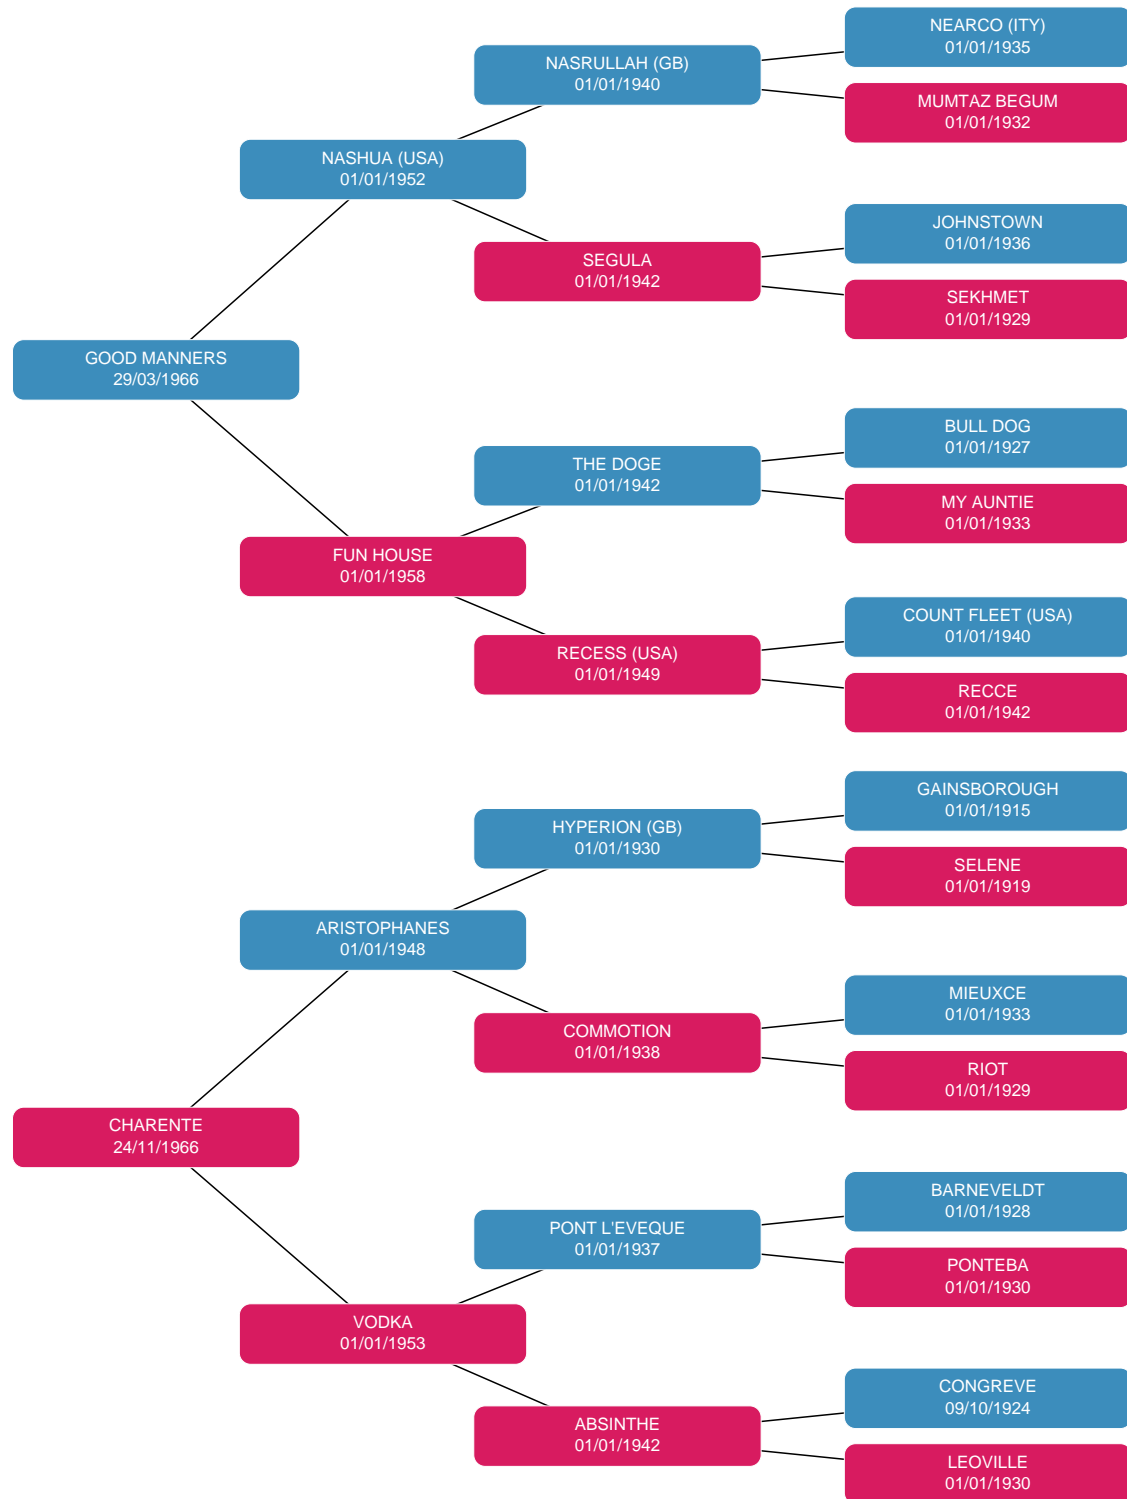 NEARCO (ITY)
01/01/1935
NASRULLAH (GB)
01/01/1940
MUMTAZ BEGUM
01/01/1932
NASHUA (USA)
01/01/1952
JOHNSTOWN
01/01/1936
SEGULA
01/01/1942
SEKHMET
01/01/1929
GOOD MANNERS
29/03/1966
BULL DOG
01/01/1927
THE DOGE
01/01/1942
MY AUNTIE
01/01/1933
FUN HOUSE
01/01/1958
COUNT FLEET (USA)
01/01/1940
RECESS (USA)
01/01/1949
RECCE
01/01/1942
GAINSBOROUGH
01/01/1915
HYPERION (GB)
01/01/1930
SELENE
01/01/1919
ARISTOPHANES
01/01/1948
MIEUXCE
01/01/1933
COMMOTION
01/01/1938
RIOT
01/01/1929
CHARENTE
24/11/1966
BARNEVELDT
01/01/1928
PONT L'EVEQUE
01/01/1937
PONTEBA
01/01/1930
VODKA
01/01/1953
CONGREVE
09/10/1924
ABSINTHE
01/01/1942
LEOVILLE
01/01/1930